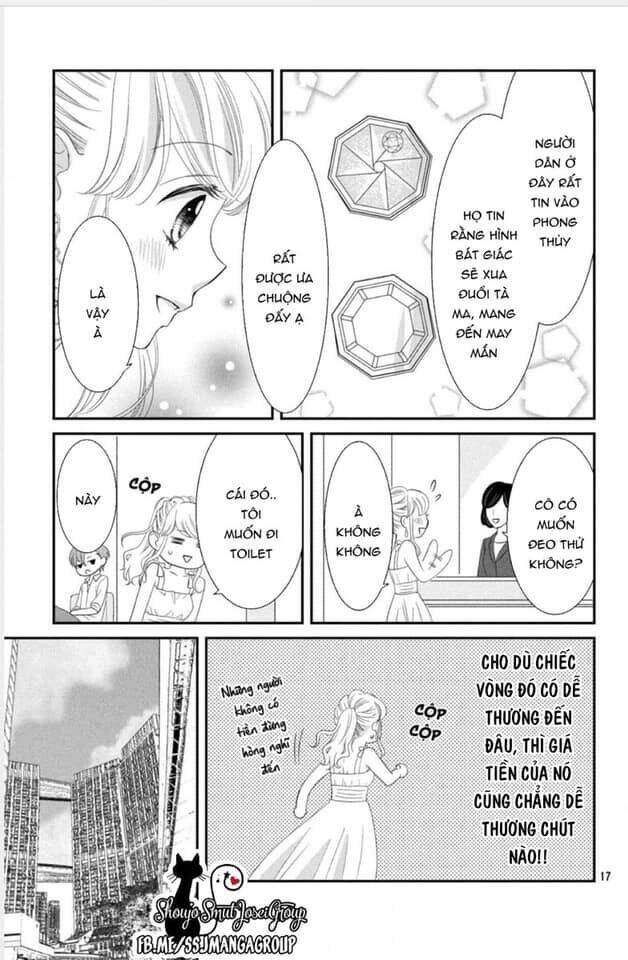 NGƯỜI
DÂN Ở
ĐÂY RẤT
TIN VÀO
PHONG
THỦY
HỌ TIN
RẰNG HÌNH
BÁT GIÁC
SẼ XUA
ĐUỔI TÀ
MA, MANG
ĐẾN MAY
MẮN
RẤT
ĐƯỢC ƯA
CHUỘNG
ĐẤY Ạ
LÀ
VẬY
À
CÔ CÓ
MUỐN
ĐEO THỬ
KHÔNG?
À
KHÔNG
KHÔNG
CÁI ĐÓ..
TÔI
MUỐN ĐI
TOILET
CỘP
NÀY
CHO DÙ CHIẾC
VÒNG ĐÓ CÓ DỄ
THƯƠNG ĐẾN
ĐÂU, THÌ GIÁ
TIỀN CỦA NÓ
CŨNG CHẲNG DỄ
THƯƠNG CHÚT
NÀO!!
CỘP
CỘP
Những người
không có
tiền đừng
hòng nghĩ
đến
17
Shoujo Smut Josei Group
FB.ME/SSJMANGAGROUP